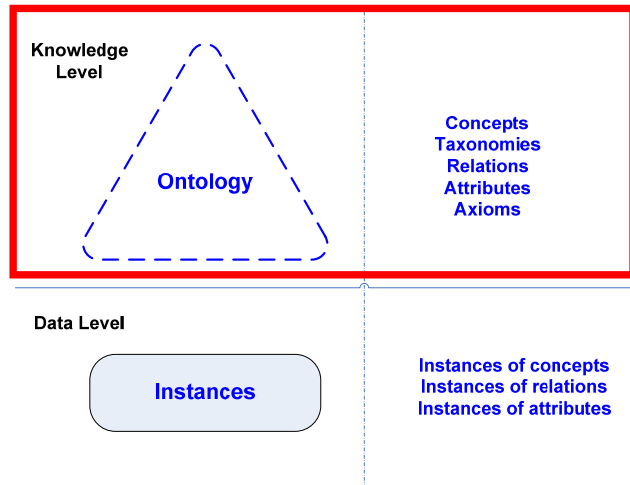 Knowledge
Level
Ontology
Concepts
Taxonomies
Relations
Attributes
Axioms
Data Level
Instances
Instances of concepts
Instances of relations
Instances of attributes